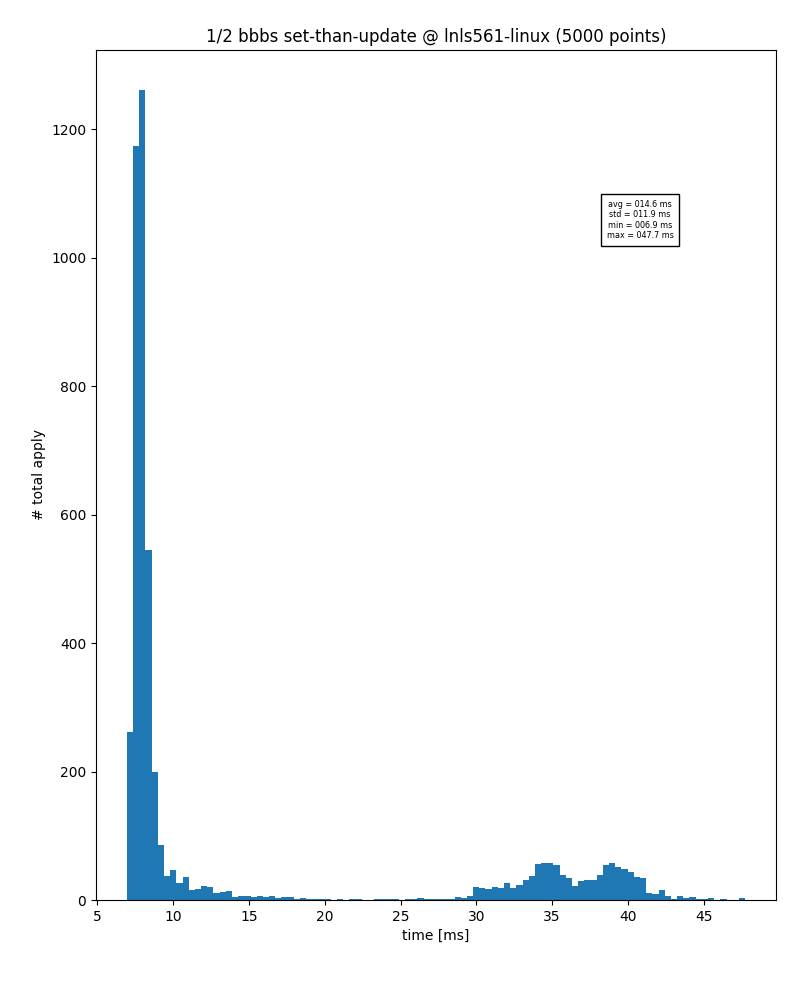 1/2 bbbs set-than-update @ lnls561-linux (5000 points)
1200
1000
800
600
400
200
0
# total apply
avg = 014.6 ms
std = 011.9 ms
min = 006.9 ms
max = 047.7 ms
5 10 15 20 25 30 35 40 45
time [ms]